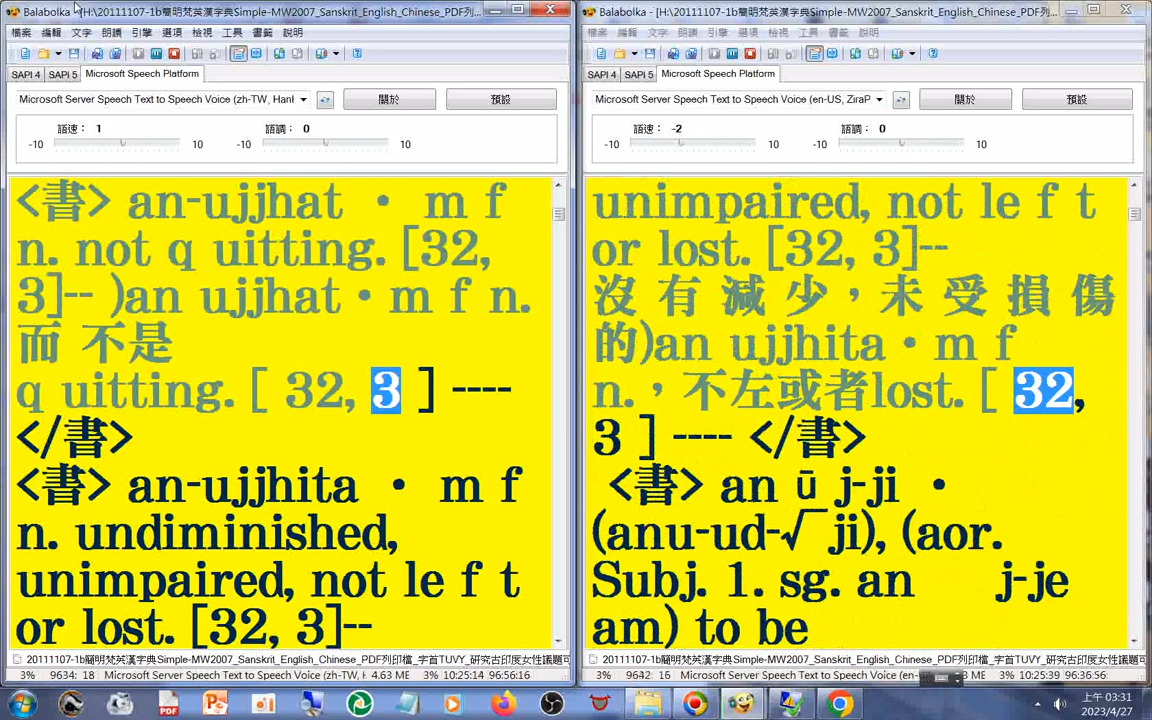 Balabolka - [H:\20111107-1b簡明梵英漢字典Simple-MW2007_Sanskrit_English_Chinese_PDF列...
檔案 編輯 文字 朗讀 引擎 選項 檢視 工具 書籤 說明
SAPI 4 SAPI 5 Microsoft Speech Platform
Microsoft Server Speech Text to Speech Voice (zh-TW, Hanl 關於 預設
語速： 1 語調： 0
-10 10 -10 10
<書> an-ujjhat • m f
n. not q uitting. [32,
3]-- )an ujjhat•m f n.
而 不是
q uitting. [ 32, 3 ] ----
</書>
<書> an-ujjhita • m f
n. undiminished,
unimpaired, not le f t
or lost. [32, 3]--
20111107-1b簡明梵英漢字典Simple-MW2007_Sanskrit_English_Chinese_PDF列印檔_字首TUVY_研究古印度女性議題可
3% 9634: 18 Microsoft Server Speech Text to Speech Voice (zh-TW, H 4.63 ME 3% 10:25:14 96:56:16
Balabolka - [H:\20111107-1b簡明梵英漢字典Simple-MW2007_Sanskrit_English_Chinese_PDF列印...
檔案 編輯 文字 朗讀 引擎 選項 檢視 工具 書籤 說明
SAPI 4 SAPI 5 Microsoft Speech Platform
Microsoft Server Speech Text to Speech Voice (en-US, ZiraP 關於 預設
語速： -2 語調： 0
-10 10 -10 10
unimpaired, not le f t
or lost. [32, 3]--
沒 有 減 少，未 受 損 傷
的)an ujjhita•m f
n.，不左或者lost. [ 32,
3 ] ---- </書>
<書> an ū j-ji •
(anu-ud-√ ji), (aor.
Subj. 1. sg. an j-je
am) to be
20111107-1b簡明梵英漢字典Simple-MW2007_Sanskrit_English_Chinese_PDF列印檔_字首TUVY_研究古印度女性議題可
3% 9642: 16 Microsoft Server Speech Text to Speech Voice (en-US 3 ME 3% 10:25:39 96:36:56
上午 03:31
2023/4/27